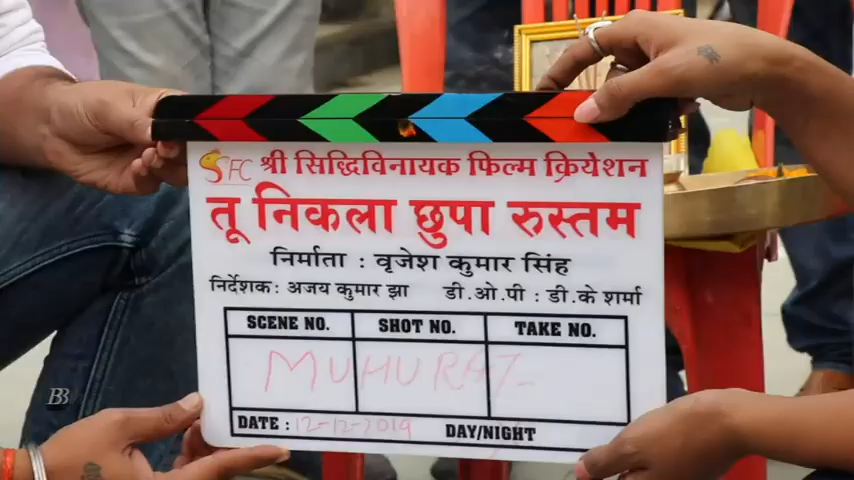 SFC श्री सिद्धिविनायक फिल्म क्रियेशन
तू निकला छुपा रुस्तम
निर्माता : वृजेश कुमार सिंह
निर्देशक: अजय कुमार झा डी.ओ.पी : डी.के शर्मा
SCENE NO. SHOT NO. TAKE NO.
MUHURAT
DATE : 12-12-2019 DAY/NIGHT
BB